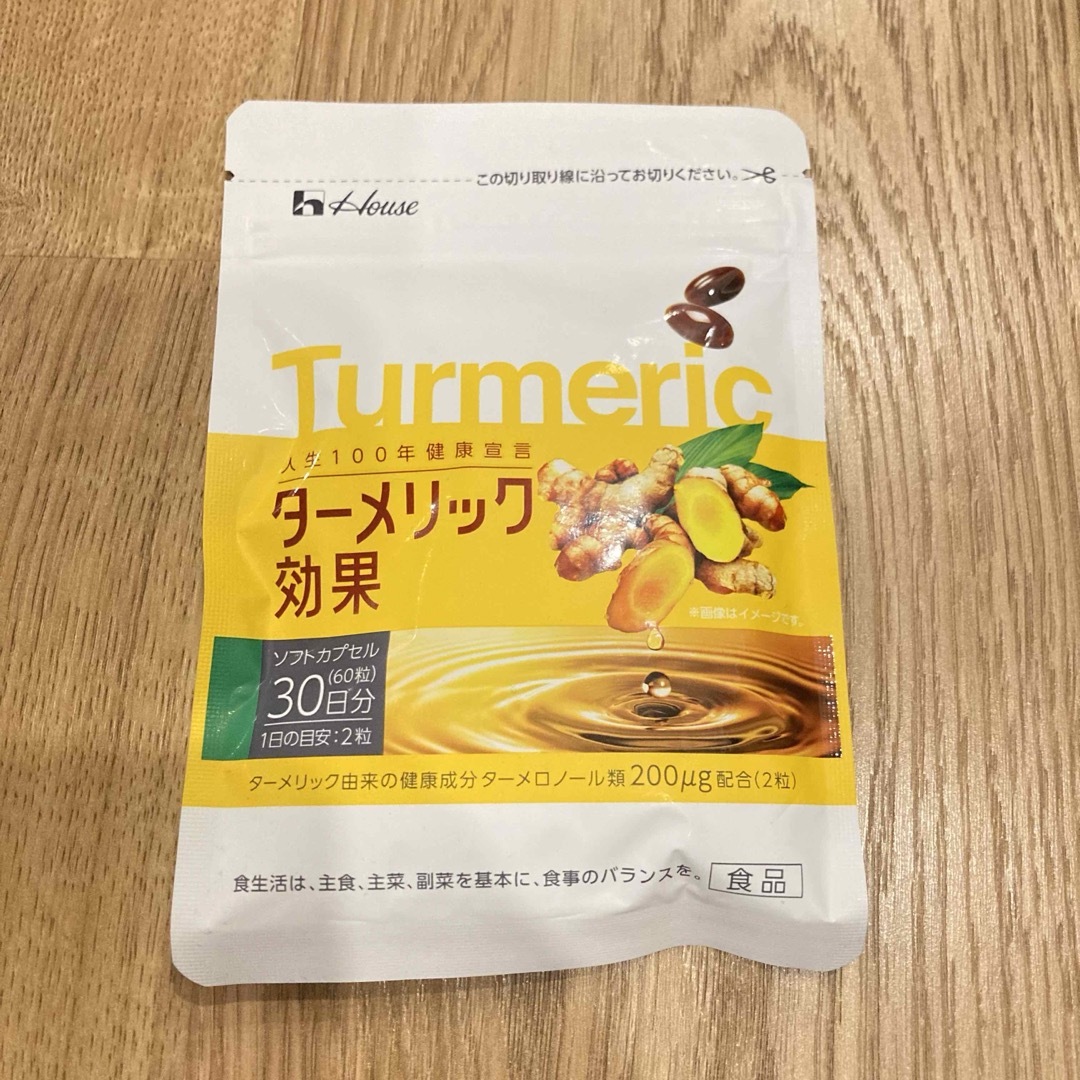 この切り取り線に沿ってお切りください。
House
Turmeric
人生100年健康宣言
ターメリック
効果
※画像はイメージです。
ソフトカプセル
(60粒)
30日分
1日の目安:2粒
ターメリック由来の健康成分ターメロノール類200μg配合(2粒)
食生活は、主食、主菜、副菜を基本に、食事のバランスを。
食品